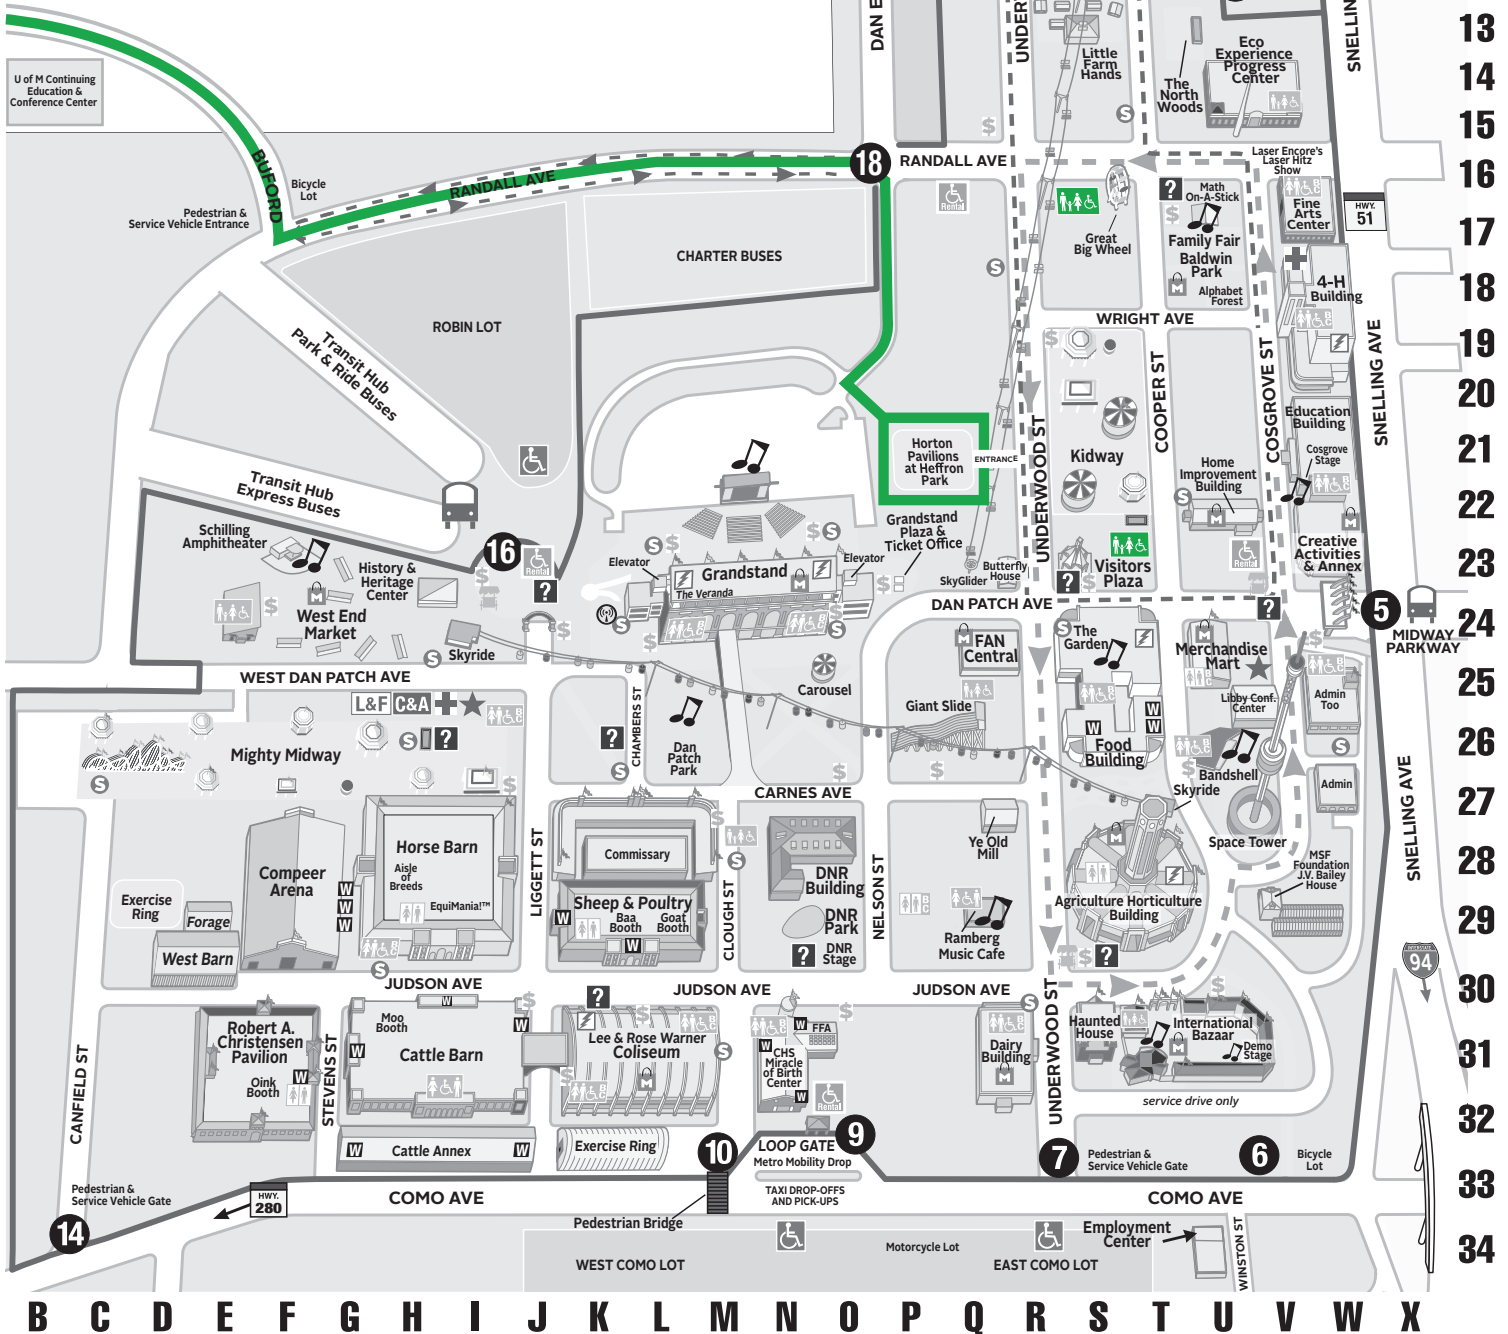 DAN E
UNDERW
SNELLIN
13
Little
Farm
Hands
Eco
Experience
Progress
Center
The
North
Woods
U of M Continuing
Education &
Conference Center
14
S
$
15
BUFORD
Bicycle
Lot
RANDALL AVE
18
RANDALL AVE
Laser Encore's
Laser Hitz
Show
16
Pedestrian &
Service Vehicle Entrance
Rental
?
Math
On-A-Stick
$
Fine
Arts
Center
HWY.
51
CHARTER BUSES
Great
Big Wheel
Family Fair
Baldwin
Park
17
S
4-H
Building
Alphabet
Forest
18
ROBIN LOT
Transit Hub
Park & Ride Buses
WRIGHT AVE
19
$
COOPER ST
COSGROVE ST
SNELLING AVE
20
Education
Building
Cosgrove
Stage
Horton
Pavilions
at Heffron
Park
ENTRANCE
UNDERWOOD ST
Kidway
Home
Improvement
Building
21
Transit Hub
Express Buses
22
Schilling
Amphitheater
16
Rental
Grandstand
Plaza &
Ticket Office
Creative
Activities
& Annex
History &
Heritage
Center
Elevator
Grandstand
The Veranda
Elevator
SkyGlider
Butterfly
House
Visitors
Plaza
Rental
23
West End
Market
DAN PATCH AVE
5
24
MIDWAY
PARKWAY
Skyride
FAN
Central
The
Garden
Merchandise
Mart
WEST DAN PATCH AVE
Carousel
Libby Conf.
Center
Admin
Too
25
L&F
C&A
CHAMBERS ST
Giant Slide
Mighty Midway
Dan
Patch
Park
Food
Building
Bandshell
26
Skyride
CARNES AVE
Admin
27
SNELLING AVE
Space Tower
Horse Barn
Aisle
of
Breeds
EquiMania!™
Compeer
Arena
LIGGETT ST
Commissary
Ye Old
Mill
DNR
Building
NELSON ST
MSF
Foundation
J.V. Bailey
House
28
Exercise
Ring
Forage
Sheep & Poultry
Baa
Booth
Goat
Booth
CLOUGH ST
DNR
Park
Agriculture Horticulture
Building
29
West Barn
DNR
Stage
Ramberg
Music Cafe
94
JUDSON AVE
JUDSON AVE
JUDSON AVE
30
Robert A.
Christensen
Pavilion
Oink
Booth
Moo
Booth
Cattle Barn
Lee & Rose Warner
Coliseum
FFA
CHS
Miracle
of Birth
Center
Dairy
Building
Haunted
House
International
Bazaar
Demo
Stage
31
CANFIELD ST
STEVENS ST
UNDERWOOD ST
Rental
service drive only
32
Cattle Annex
Exercise Ring
10
LOOP GATE
9
Metro Mobility Drop
7
Pedestrian &
Service Vehicle Gate
6
Bicycle
Lot
Pedestrian &
Service Vehicle Gate
HWY.
280
COMO AVE
TAXI DROP-OFFS
AND PICK-UPS
COMO AVE
33
14
Pedestrian Bridge
Employment
Center
WINSTON ST
Motorcycle Lot
WEST COMO LOT
EAST COMO LOT
34
B C D E F G H I J K L M N O P Q R S T U V W X